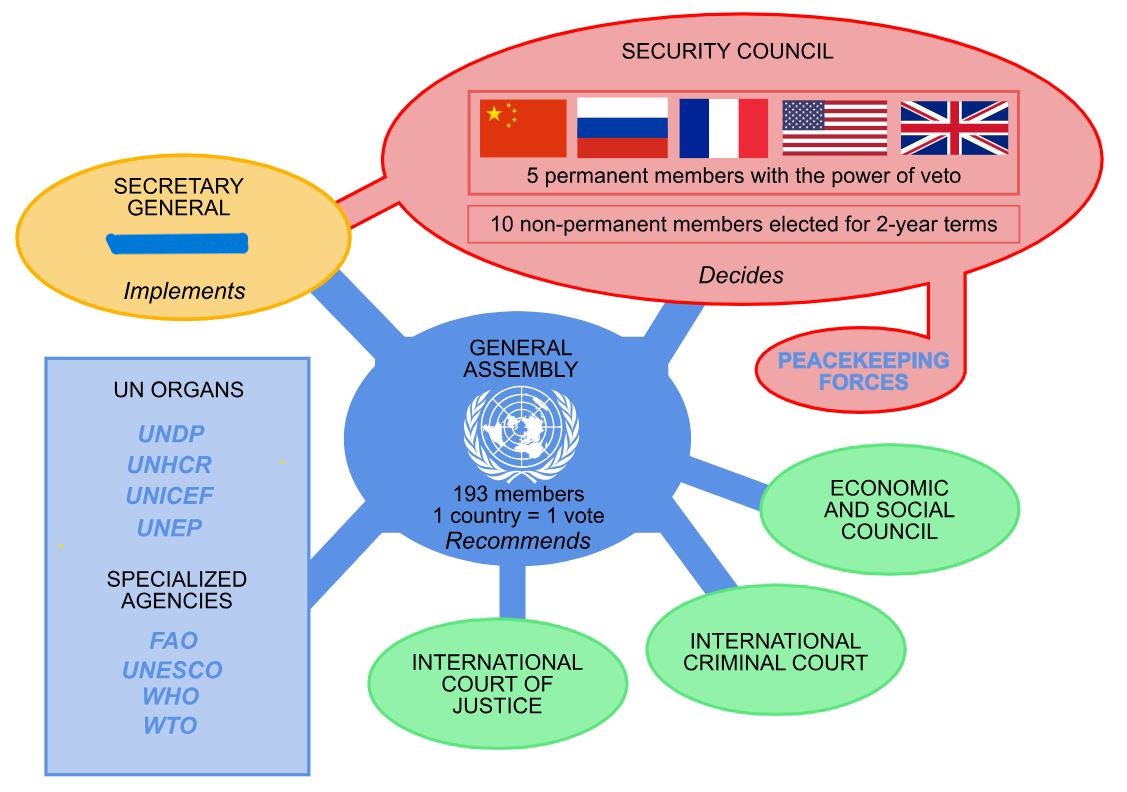 SECURITY COUNCIL
5 permanent members with the power of veto
10 non-permanent members elected for 2-year terms
Decides
SECRETARY
GENERAL
Implements
PEACEKEEPING
FORCES
GENERAL
ASSEMBLY
193 members
1 country = 1 vote
Recommends
UN ORGANS
UNDP
UNHCR
UNICEF
UNEP
SPECIALIZED
AGENCIES
FAO
UNESCO
WHO
WTO
ECONOMIC
AND SOCIAL
COUNCIL
INTERNATIONAL
CRIMINAL COURT
INTERNATIONAL
COURT OF
JUSTICE